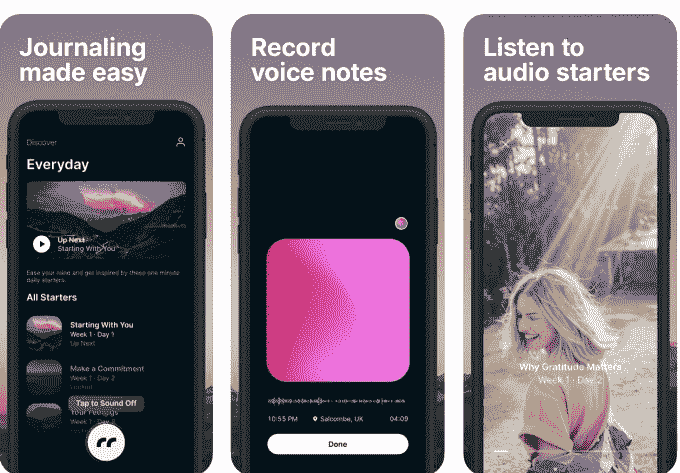 Journaling
made easy
Discover
Everyday
Up Next
Starting With You
Ease your mind and get inspired by these one minute
daily starters.
All Starters
Starting With You
Week 1 · Day 1
Up Next
Make a Commitment
Week 1 · Day 2
Locked
Tap to Sound Off
Your Feelings
Week 1 · Day
Record
voice notes
10:55 PM
Salcombe, UK
04:09
Done
Listen to
audio starters
Why Gratitude Matters
Week 1 · Day 2